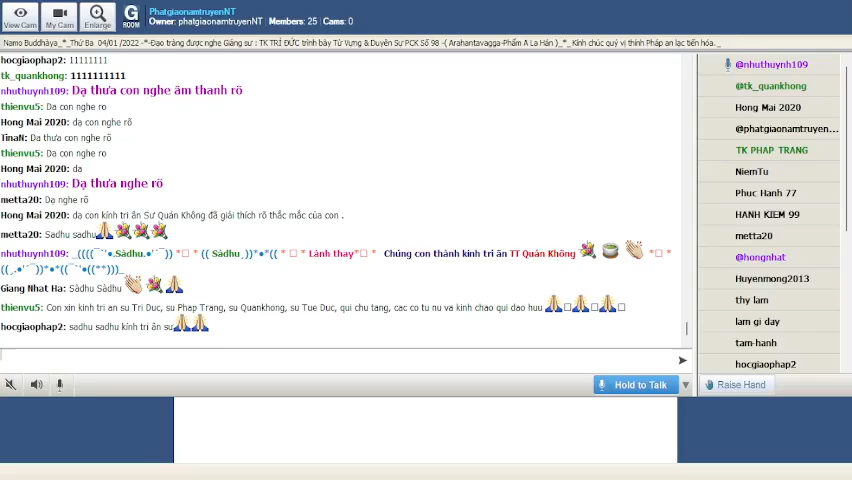 View Cam
My Cam
Enlarge
G ROOM
PhatgiaonamtruyenNT
Owner: phatgiaonamtruyenNT | Members: 25 | Cams: 0
Namo Buddhàya_*_Thứ Ba 04/01 /2022 -*-Đạo tràng được nghe Giảng sư : TK TRÍ ĐỨC trình bày Từ Vựng & Duyên Sự PCK Số 98 -( Arahantavagga-Phẩm A La Hán )_*_ Kính chúc quý vị thính Pháp an lạc tiến hóa._ _
hocgiaophap2: 11111111
tk_quankhong: 1111111111
nhuthuynh109: Dạ thưa con nghe âm thanh rõ
thienvu5: Da con nghe ro
Hong Mai 2020: dạ con nghe rõ
TinaN: Dạ thưa con nghe rõ
thienvu5: Da con nghe ro
Hong Mai 2020: dạ
nhuthuynh109: Dạ thưa nghe rõ
metta20: Dạ nghe rõ
Hong Mai 2020: dạ con kính tri ân Sư Quán Không đã giải thích rõ thắc mắc của con .
metta20: Sadhu sadhu
nhuthuynh109: _((((¯`'•.Sàdhu.•'´¯)) *□ * (( Sádhu¸))*•*(( * □ * Lành thay*□ * Chúng con thành kính tri ân TT Quán Không *□ *
((¸.•'´¯))*•*((¯`'•((**)))_
Giang Nhat Ha: Sàdhu Sàdhu
thienvu5: Con xin kinh tri an su Tri Duc, su Phap Trang, su Quankhong, su Tue Duc, qui chu tang, cac co tu nu va kinh chao qui dao huu
hocgiaophap2: sadhu sadhu kính tri ân sư
Hold to Talk
@nhuthuynh109
@tk_quankhong
Hong Mai 2020
@phatgiaonamtruyen...
TK PHAP TRANG
NiemTu
Phuc Hanh 77
HANH KIEM 99
metta20
@hongnhat
Huyenmong2013
thy lam
lam gi day
tam-hanh
hocgiaophap2
Raise Hand